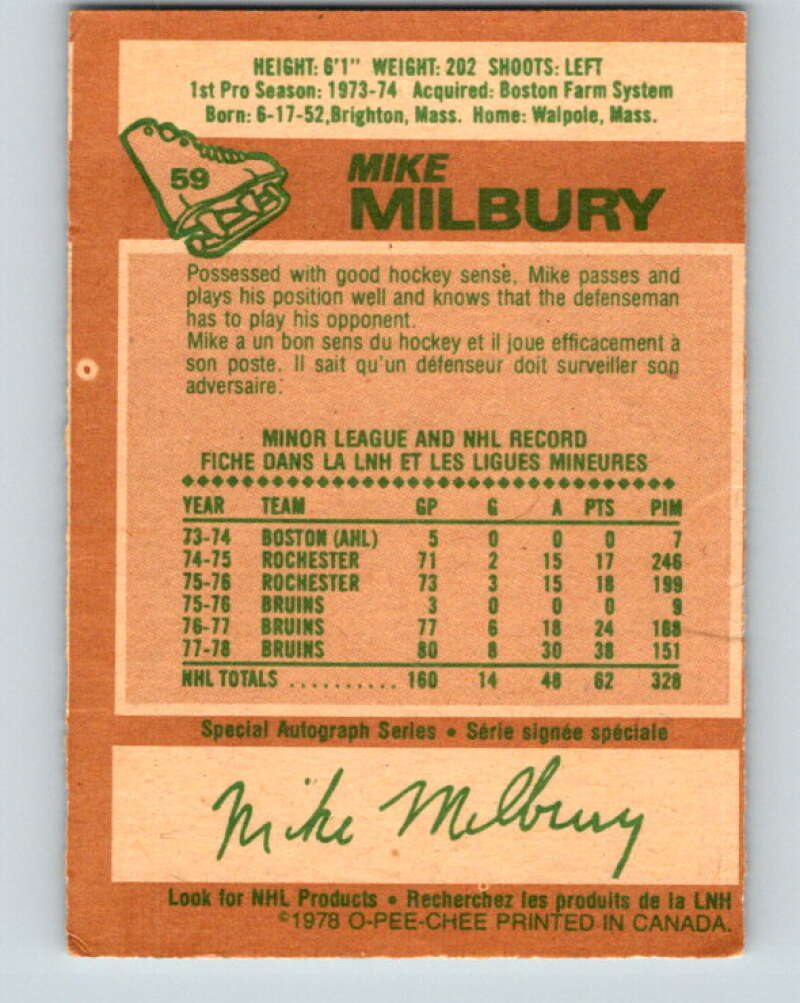 HEIGHT: 6'1" WEIGHT: 202 SHOOTS: LEFT
1st Pro Season: 1973-74 Acquired: Boston Farm System
Born: 6-17-52, Brighton, Mass. Home: Walpole, Mass.
59
MIKE
MILBURY
Possessed with good hockey sense, Mike passes and
plays his position well and knows that the defenseman
has to play his opponent.
Mike a un bon sens du hockey et il joue efficacement à
son poste. Il sait qu'un défenseur doit surveiller son
adversaire.
MINOR LEAGUE AND NHL RECORD
FICHE DANS LA LNH ET LES LIGUES MINEURES
YEAR TEAM GP G A PTS PIM
73-74 BOSTON (AHL) 5 0 0 0 7
74-75 ROCHESTER 71 2 15 17 246
75-76 ROCHESTER 73 3 15 18 199
75-76 BRUINS 3 0 0 0 9
76-77 BRUINS 77 6 18 24 168
77-78 BRUINS 80 8 30 38 151
NHL TOTALS .......... 160 14 48 62 328
Special Autograph Series • Série signée spéciale
Mike Milbury
Look for NHL Products • Recherchez les produits de la LNH
©1978 O-PEE-CHEE PRINTED IN CANADA.